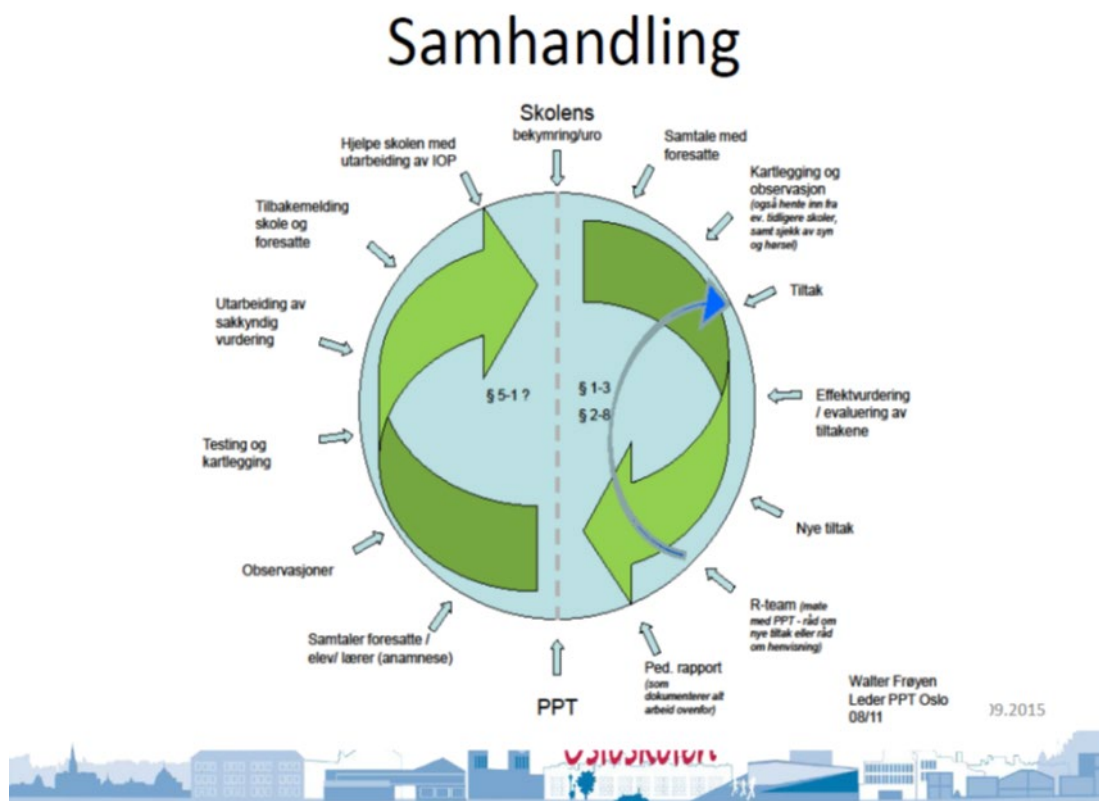 Samhandling
Skolens
bekymring/uro
Samtale med
foresatte
Kartlegging og
observasjon
(også hente inn fra
ev. tidligere skoler,
samt sjekk av syn
og hørsel)
Tiltak
Effektvurdering
/ evaluering av
tiltakene
Nye tiltak
R-team (møte
med PPT - råd om
nye tiltak eller råd
om henvisning)
Ped. rapport
(som
dokumenterer alt
arbeid ovenfor)
PPT
Samtaler foresatte /
elev/ lærer (anamnese)
Observasjoner
Testing og
kartlegging
Utarbeiding av
sakkyndig
vurdering
Tilbakemelding
skole og
foresatte
Hjelpe skolen med
utarbeiding av IOP
§ 5-1 ?
§ 1-3
§ 2-8
Walter Frøyen
Leder PPT Oslo
08/11
09.2015
Osloskolen